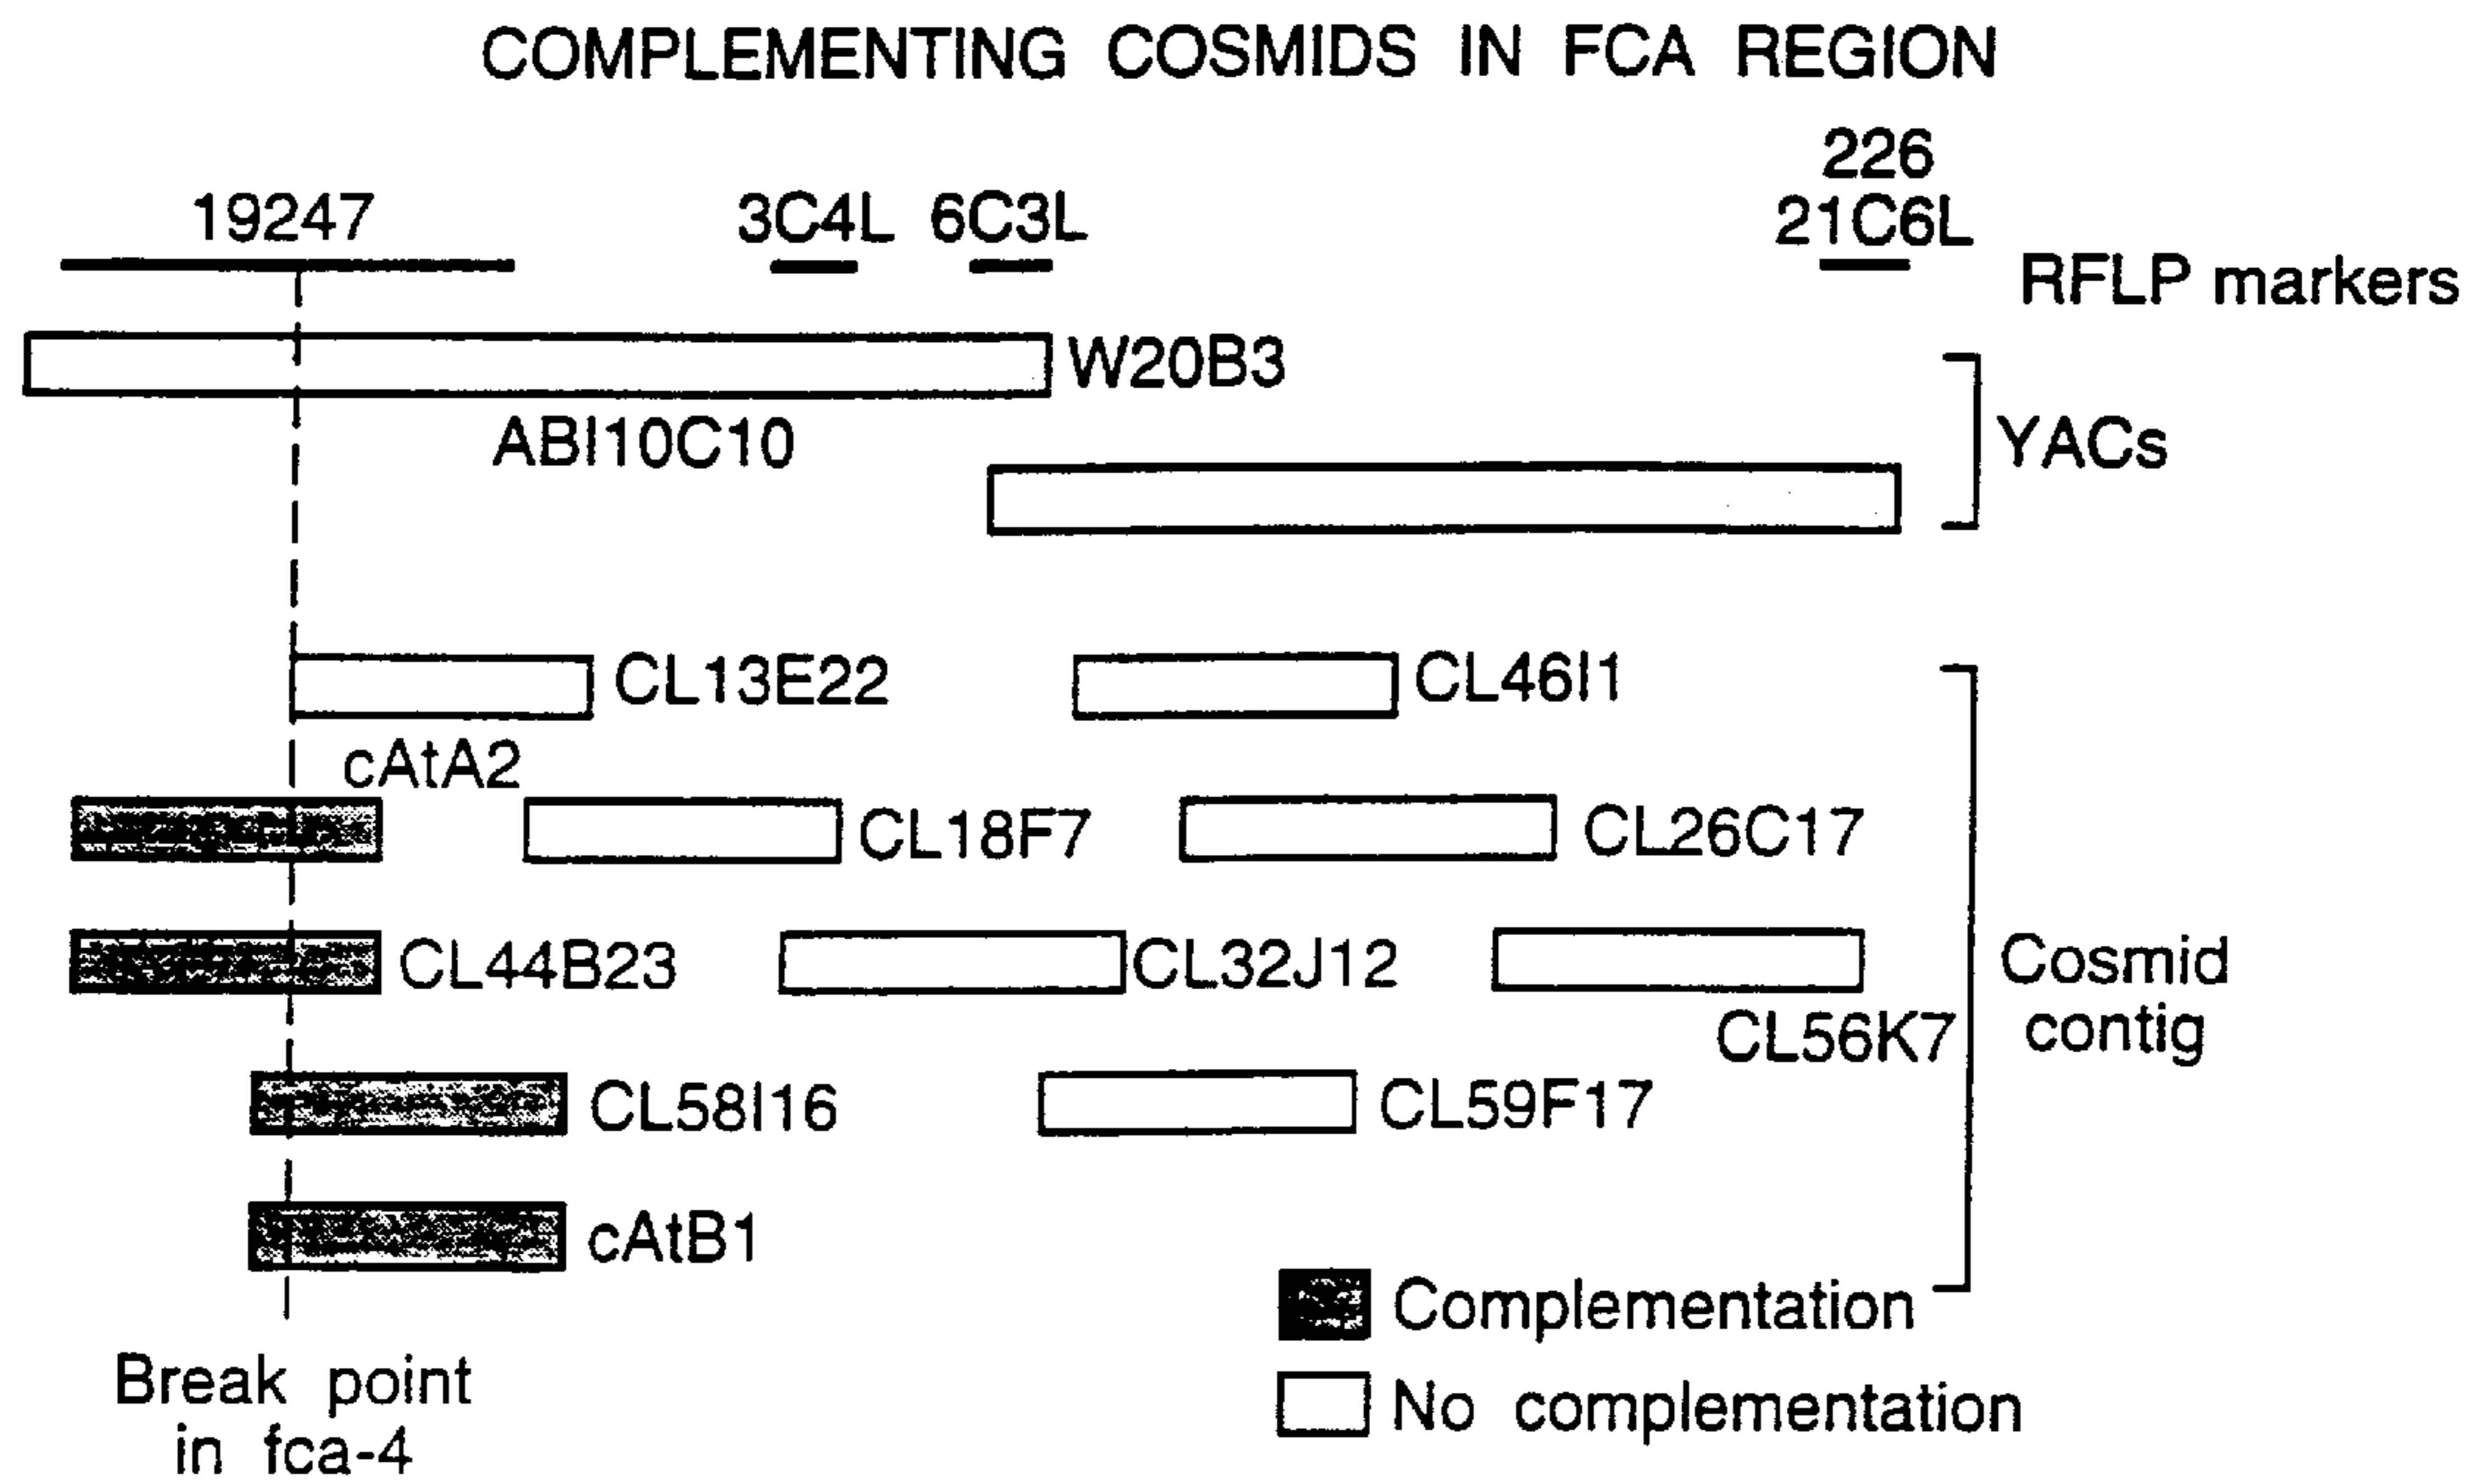 COMPLEMENTING COSMIDS IN FCA REGION
226
19247 3C4L 6C3L 21C6L
RFLP markers
W20B3
ABI10C10
YACs
CL13E22 CL46I1
cAtA2
CL18F7 CL26C17
CL44B23 CL32J12
Cosmid
contig
CL56K7
CL58I16 CL59F17
cAtB1
Complementation
No complementation
Break point
in fca-4